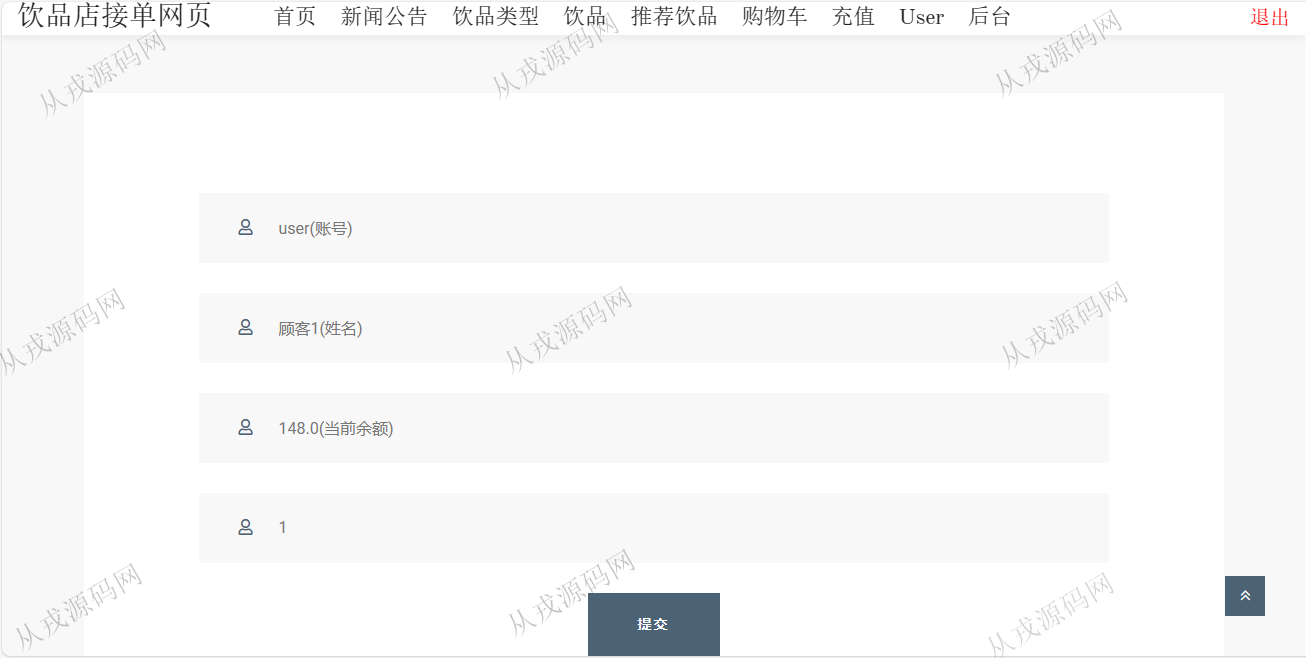 饮品店接单网页 首页 新闻公告 饮品类型 饮品 推荐饮品 购物车 充值 User 后台 退出
从戎源码网 从戎源码网 从戎源码网
user(账号)
顾客1(姓名)
从戎源码网 从戎源码网 从戎源码网
148.0(当前余额)
1
从戎源码网 从戎源码网 从戎源码网
提交